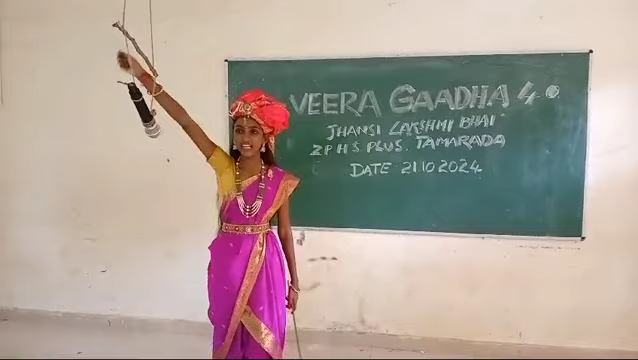 VEERA GAADHA 4.0
JHANSI LAKSHMI BHAI
ZPHS PLUS, TAMARADA
DATE 21.10.2024.